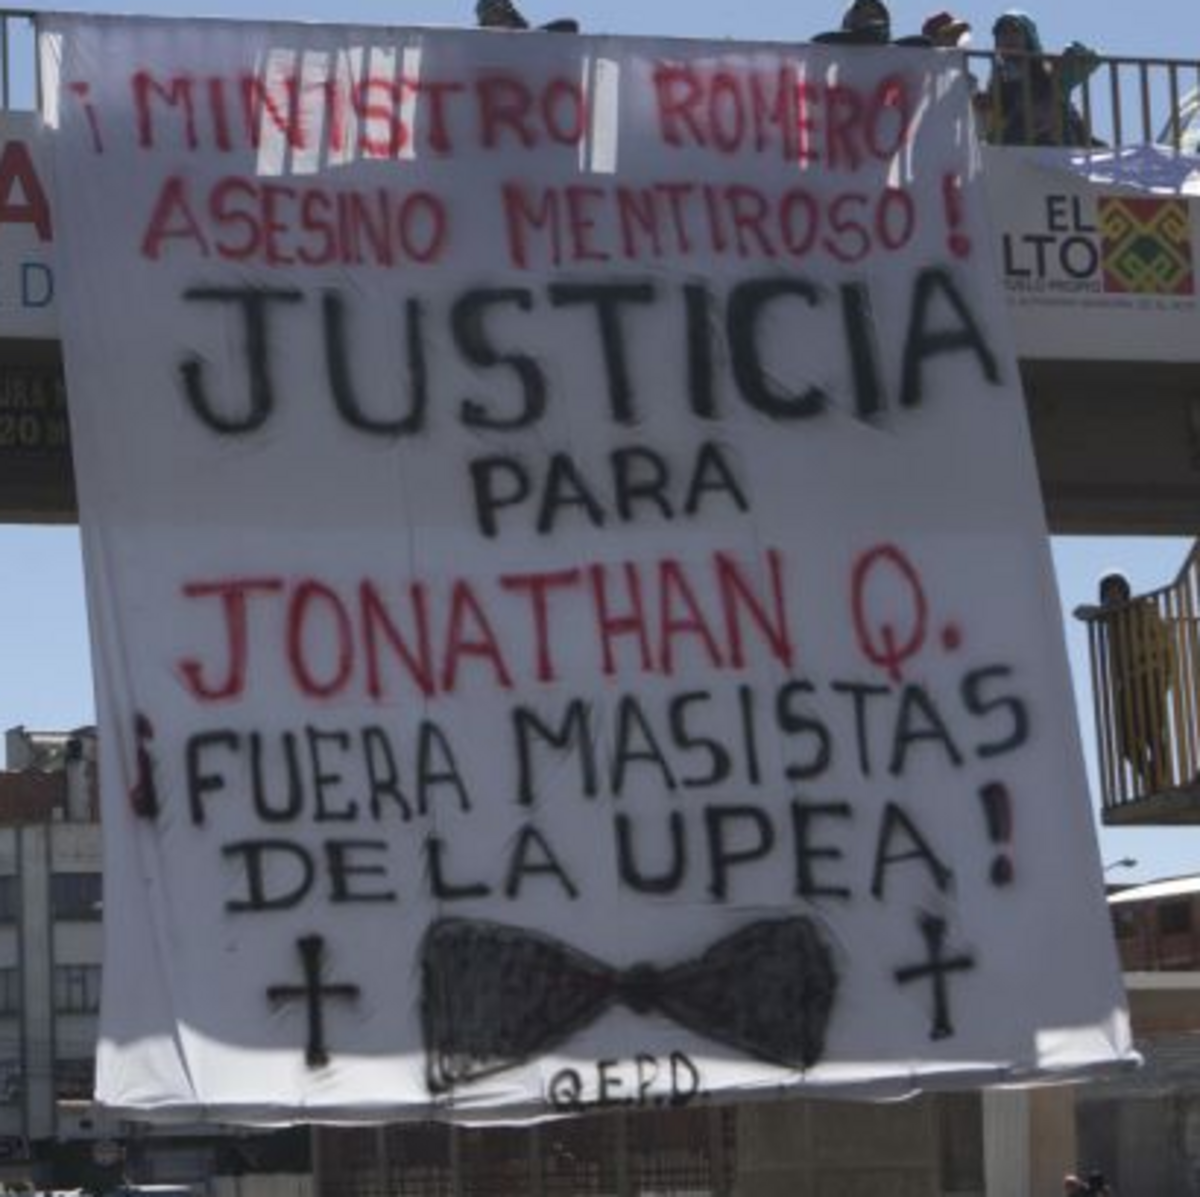 ¡MINISTRO ROMERO
ASESINO MENTIROSO!
JUSTICIA
PARA
JONATHAN Q.
¡FUERA MASISTAS
DE LA UPEA!
Q.E.P.D.
A
D
EL
LTO